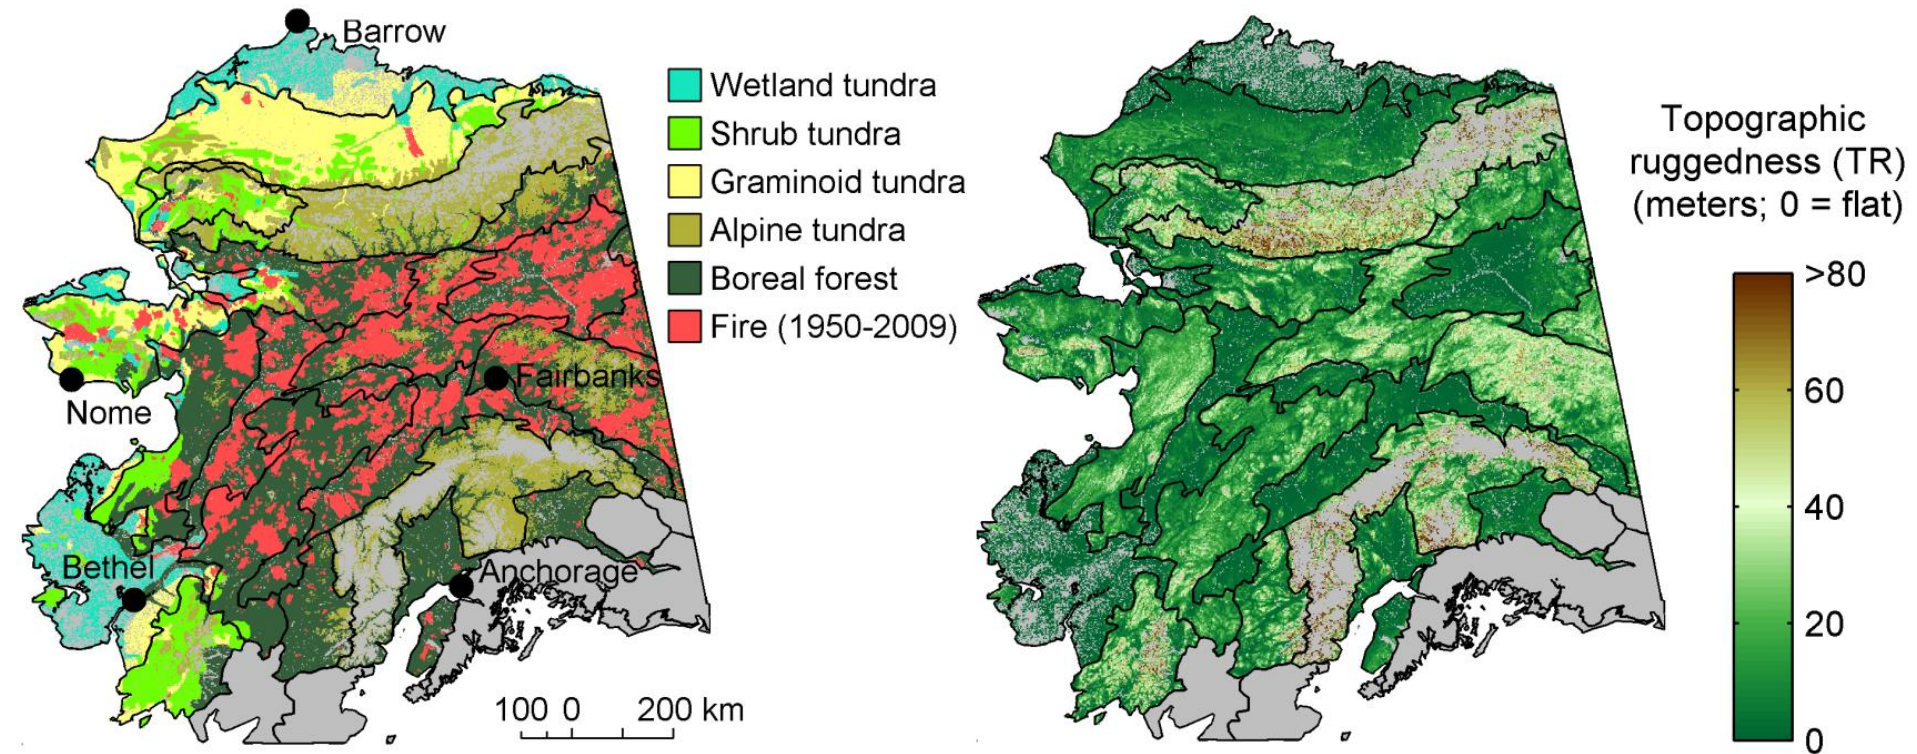 Barrow
Wetland tundra
Shrub tundra
Graminoid tundra
Alpine tundra
Boreal forest
Fire (1950-2009)
Fairbanks
Nome
Bethel
Anchorage
100 0 200 km
Topographic
ruggedness (TR)
(meters; 0 = flat)
>80
60
40
20
0